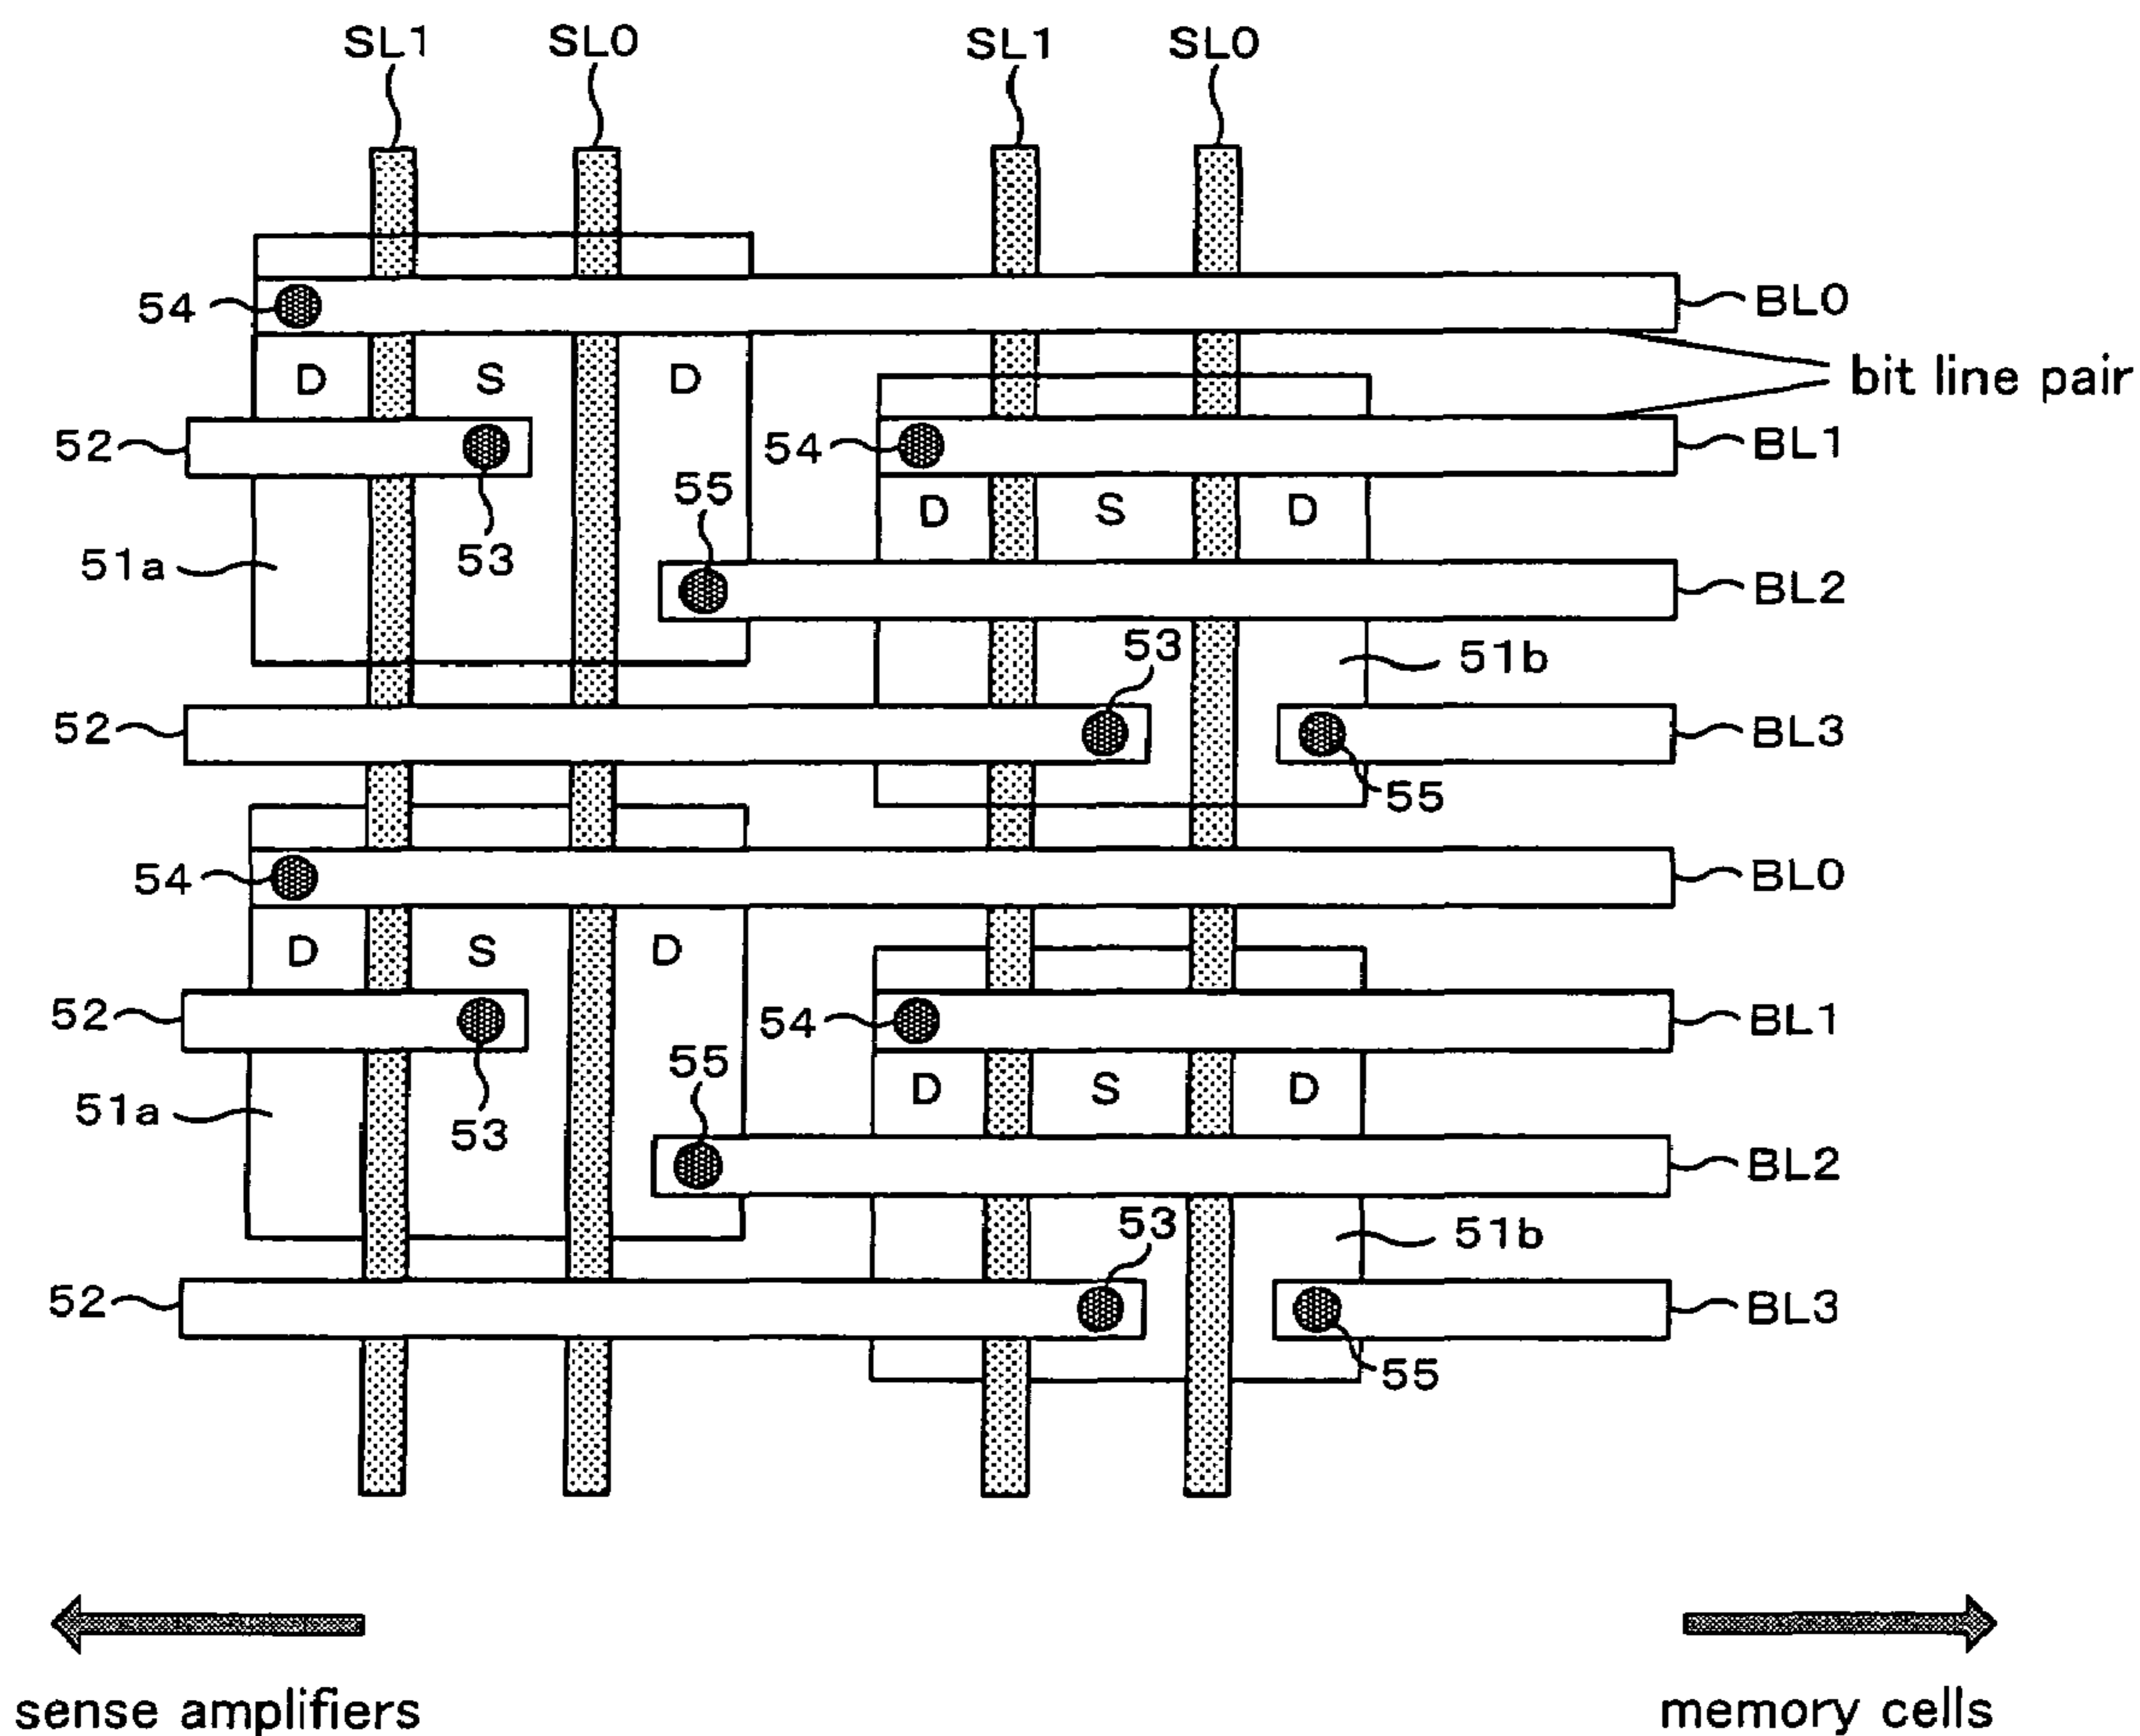 SL1 SL0 SL1 SL0
54 BL0
D S D bit line pair
52 54 BL1
55
D S D
53
51a
BL2
53 51b
52 BL3
55
54 BL0
D S D
52 54 BL1
55
D S D
51a 53
BL2
53 51b
52 BL3
55
sense amplifiers memory cells